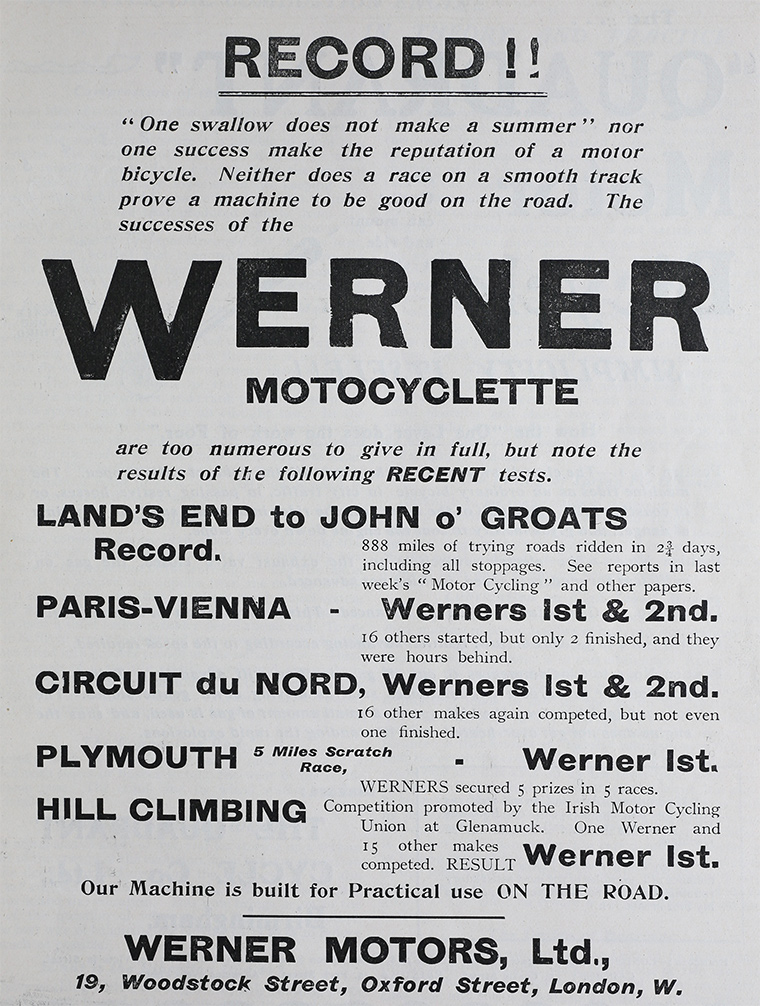 RECORD !!
"One swallow does not make a summer" nor
one success make the reputation of a motor
bicycle. Neither does a race on a smooth track
prove a machine to be good on the road. The
successes of the
WERNER
MOTOCYCLETTE
are too numerous to give in full, but note the
results of the following RECENT tests.
LAND'S END to JOHN o' GROATS
Record.
888 miles of trying roads ridden in 2¾ days,
including all stoppages. See reports in last
week's "Motor Cycling" and other papers.
PARIS-VIENNA - Werners 1st & 2nd.
16 others started, but only 2 finished, and they
were hours behind.
CIRCUIT du NORD, Werners 1st & 2nd.
16 other makes again competed, but not even
one finished.
PLYMOUTH 5 Miles Scratch Race, - Werner 1st.
WERNERS secured 5 prizes in 5 races.
HILL CLIMBING Competition promoted by the Irish Motor Cycling
Union at Glenamuck. One Werner and
15 other makes
competed. RESULT Werner 1st.
Our Machine is built for Practical use ON THE ROAD.
WERNER MOTORS, Ltd.,
19, Woodstock Street, Oxford Street, London, W.